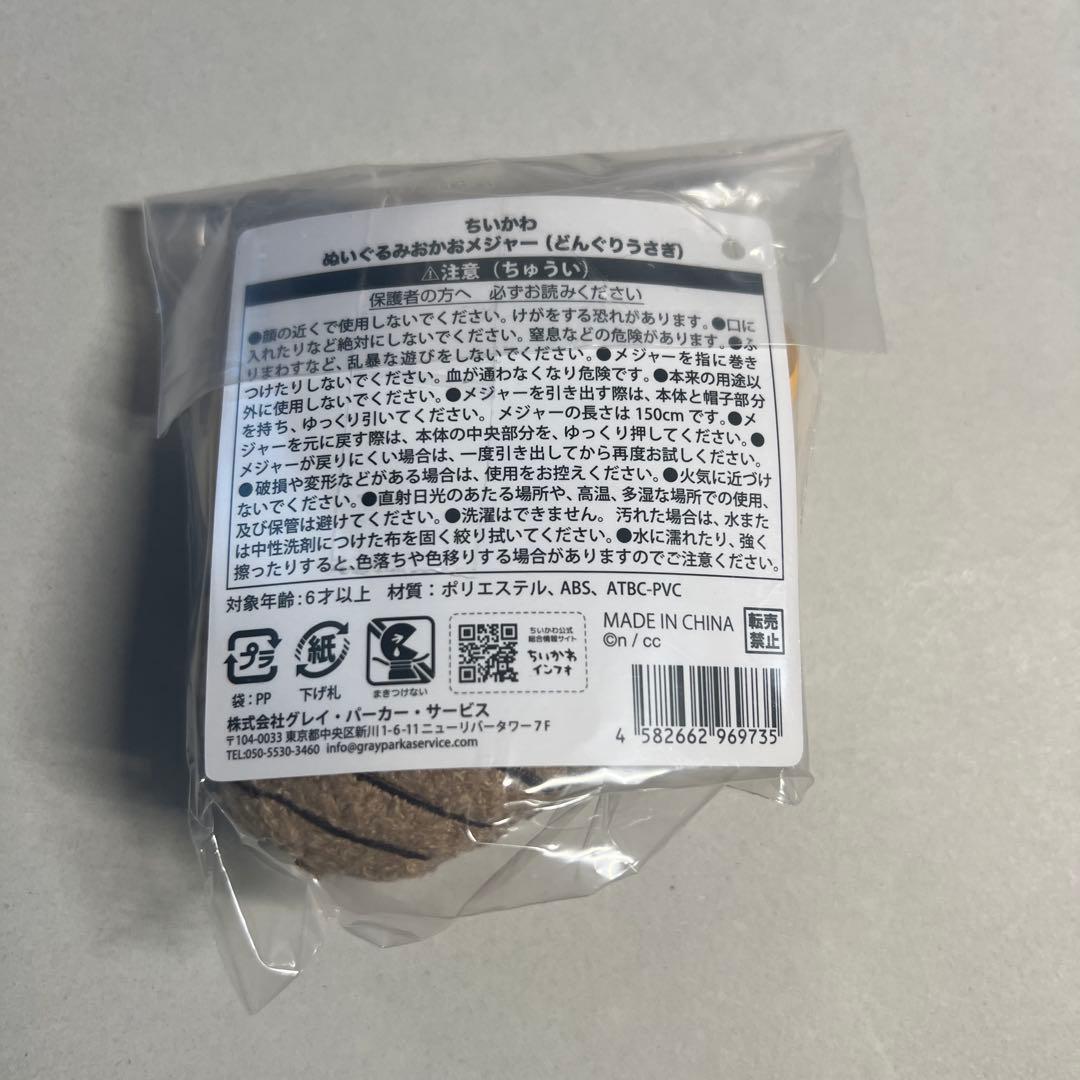 ちいかわ
ぬいぐるみおかおメジャー（どんぐりうさぎ）
⚠注意（ちゅうい）
保護者の方へ　必ずお読みください
●顔の近くで使用しないでください。けがをする恐れがあります。●口に
入れたりなど絶対にしないでください。窒息などの危険があります。●ふ
りまわすなど、乱暴な遊びをしないでください。●メジャーを指に巻き
つけたりしないでください。血が通わなくなり危険です。●本来の用途以
外に使用しないでください。●メジャーを引き出す際は、本体と帽子部分
を持ち、ゆっくり引いてください。メジャーの長さは150cmです。●メ
ジャーを元に戻す際は、本体の中央部分を、ゆっくり押してください。●
メジャーが戻りにくい場合は、一度引き出してから再度お試しください。
●破損や変形などがある場合は、使用をお控えください。●火気に近づけ
ないでください。●直射日光のあたる場所や、高温、多湿な場所での使用、
及び保管は避けてください。●洗濯はできません。汚れた場合は、水また
は中性洗剤につけた布を固く絞り拭いてください。●水に濡れたり、強く
擦ったりすると、色落ちや色移りする場合がありますのでご注意ください。
対象年齢:6才以上　材質：ポリエステル、ABS、ATBC-PVC
プラ
袋：PP
紙
下げ札
まきつけない
ちいかわ公式
総合情報サイト
ちいかわ
インフォ
MADE IN CHINA
©n / cc
転売
禁止
株式会社グレイ・パーカー・サービス
〒104-0033 東京都中央区新川1-6-11ニューリバータワー7F
TEL:050-5530-3460 info@grayparkaservice.com
4 582662 969735